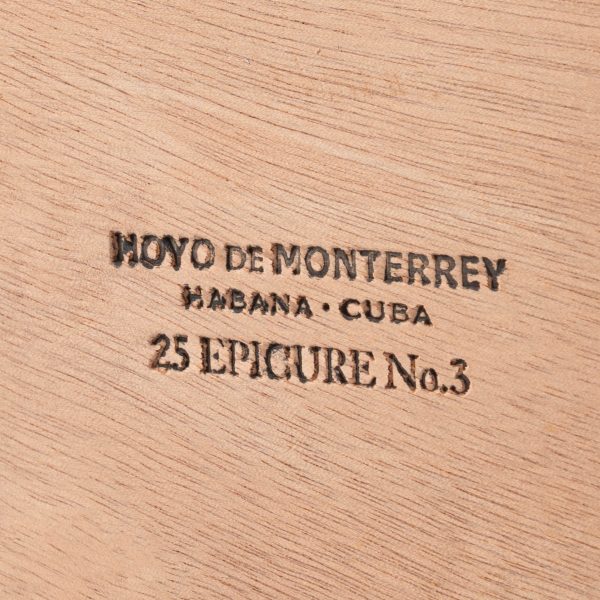 HOYO DE MONTERREY
HABANA · CUBA
25 EPICURE No.3